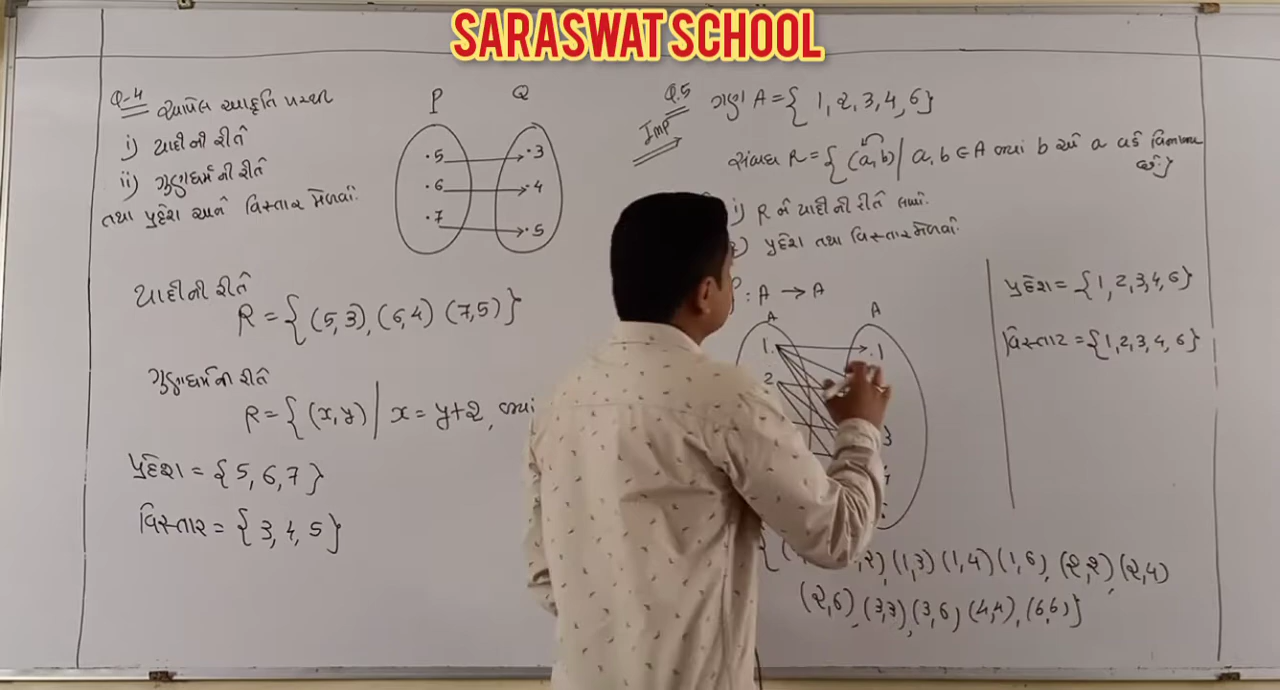 SARASWAT SCHOOL
Q-4 આપેલ આકૃતિ પરથી
i) યાદીની રીતે
ii) ગુણધર્મની રીતે
તથા પ્રદેશ અને વિસ્તાર મેળવો.
P Q
.5 .3
.6 .4
.7 .5
યાદીની રીતે
R = { (5,3), (6,4) (7,5) }
ગુણધર્મની રીતે
R = { (x,y) | x = y+2, જ્યાં
પ્રદેશ = { 5, 6, 7 }
વિસ્તાર = { 3, 4, 5 }
Q.5 ગણ A = { 1, 2, 3, 4, 6 }
Imp
સંબંધ R = { (a,b) | a, b ∈ A જ્યાં b એ a વડે વિભાજ્ય છે. }
i) R ને યાદીની રીતે લખો.
2) પ્રદેશ તથા વિસ્તાર મેળવો.
: A → A
A A
1. .1
2
3
પ્રદેશ = { 1, 2, 3, 4, 6 }
વિસ્તાર = { 1, 2, 3, 4, 6 }
(1,3) (1,4) (1,6), (2,2) (2,4)
(2,6), (3,3), (3,6) (4,4), (6,6) }